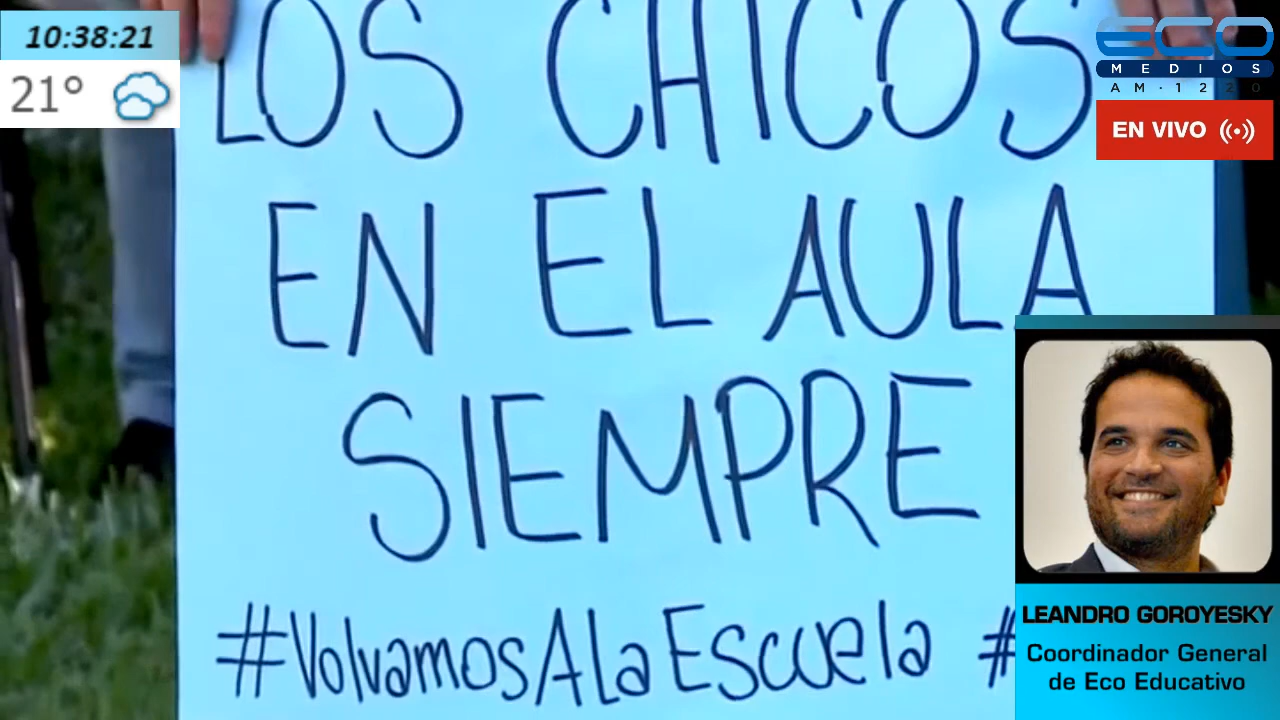 10:38:21
21°
ECO
MEDIOS
AM·1220
EN VIVO
LOS CHICOS
EN EL AULA
SIEMPRE
#VolvamosALaEscuela #
LEANDRO GOROYESKY
Coordinador General
de Eco Educativo